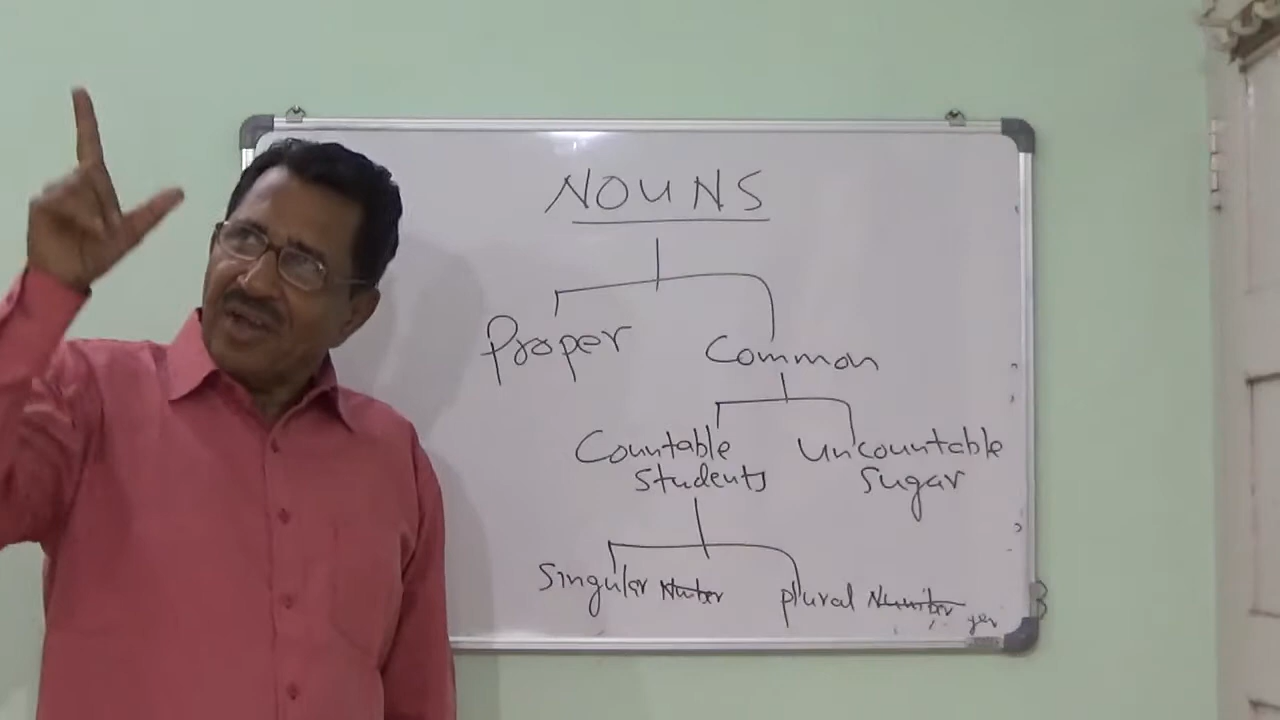 NOUNS
Proper
Common
Countable Uncountable
Students Sugar
Singular Number plural Number